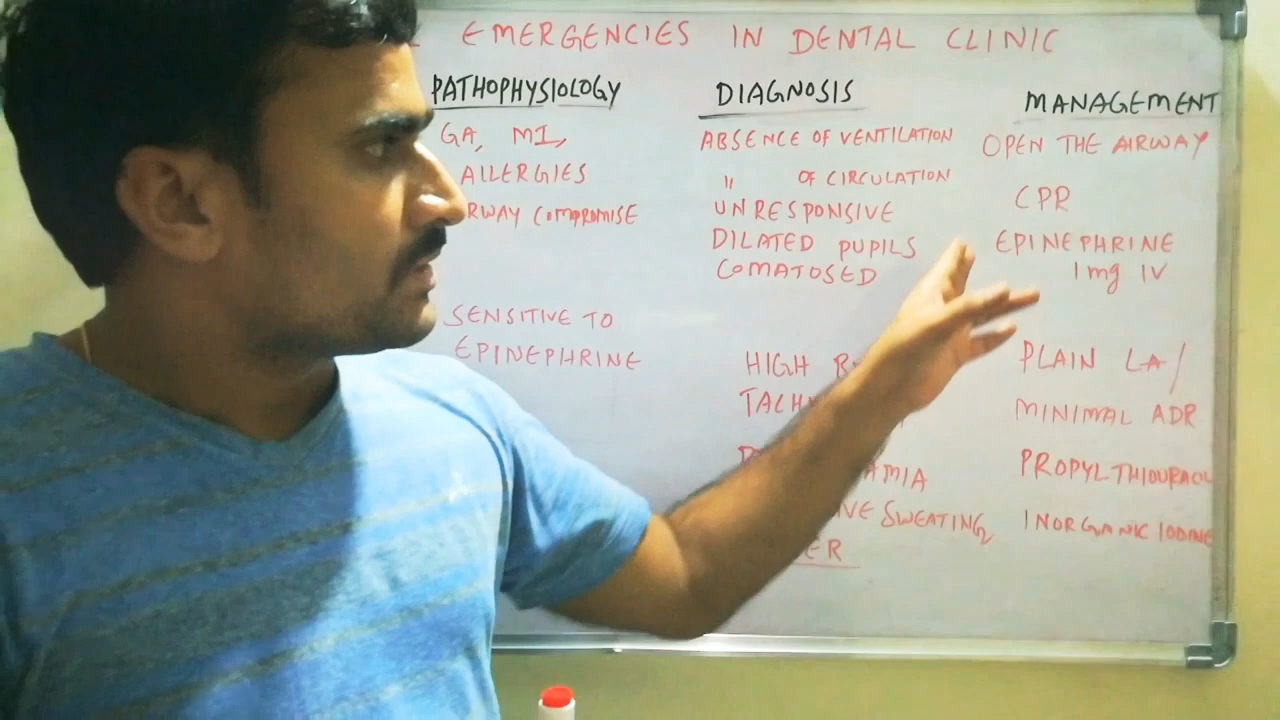 EMERGENCIES IN DENTAL CLINIC
PATHOPHYSIOLOGY
GA, MI,
ALLERGIES
COMPROMISE
SENSITIVE TO
EPINEPHRINE
DIAGNOSIS
ABSENCE OF VENTILATION
" OF CIRCULATION
UNRESPONSIVE
DILATED PUPILS
COMATOSED
HIGH
SWEATING,
MANAGEMENT
OPEN THE AIRWAY
CPR
EPINEPHRINE
1mg IV
PLAIN LA/
MINIMAL ADR
PROPYLTHIOURACIL
INORGANIC IODINE